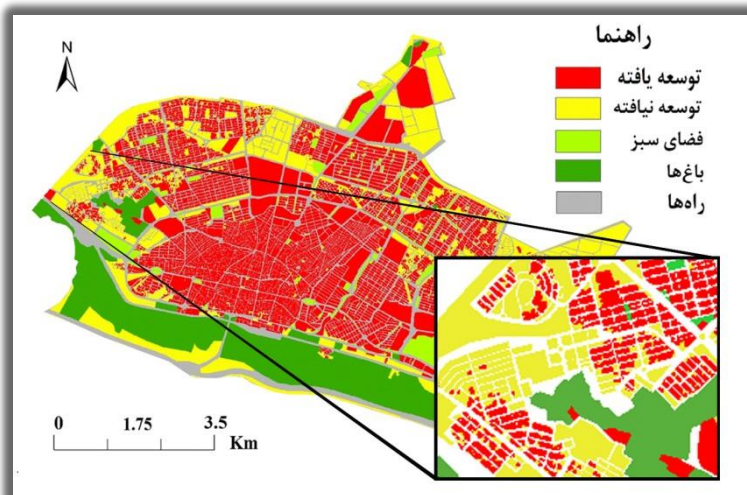 راهنما
توسعه یافته
توسعه نیافته
فضای سبز
باغ‌ها
راه‌ها
N
0 1.75 3.5
Km